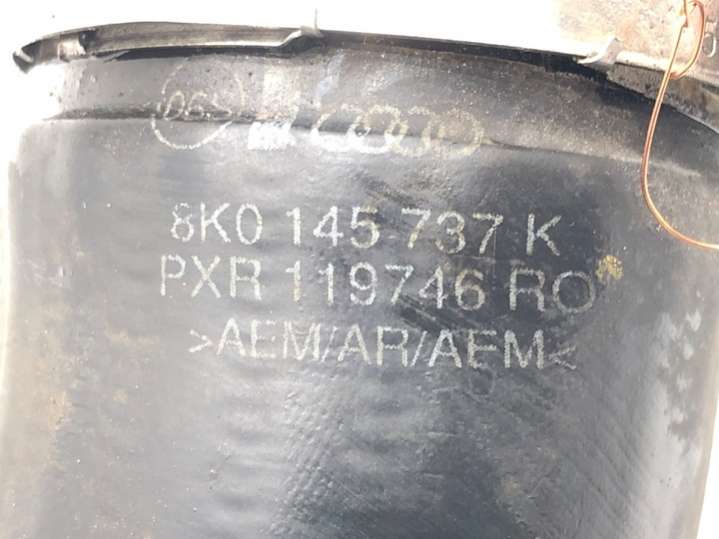 8K0 145 737 K
PXR 119746 RO
>AEM/AR/AEM<